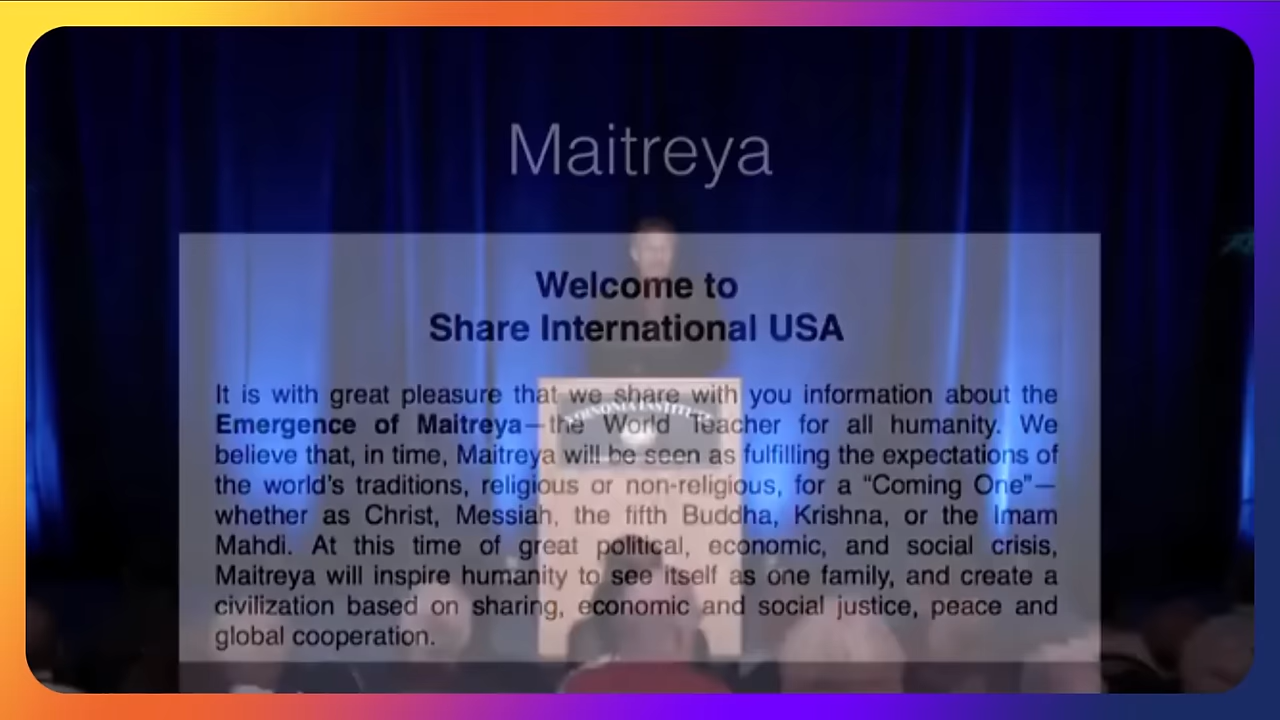 Maitreya
Welcome to
Share International USA
It is with great pleasure that we share with you information about the
Emergence of Maitreya—the World Teacher for all humanity. We
believe that, in time, Maitreya will be seen as fulfilling the expectations of
the world's traditions, religious or non-religious, for a "Coming One"—
whether as Christ, Messiah, the fifth Buddha, Krishna, or the Imam
Mahdi. At this time of great political, economic, and social crisis,
Maitreya will inspire humanity to see itself as one family, and create a
civilization based on sharing, economic and social justice, peace and
global cooperation.